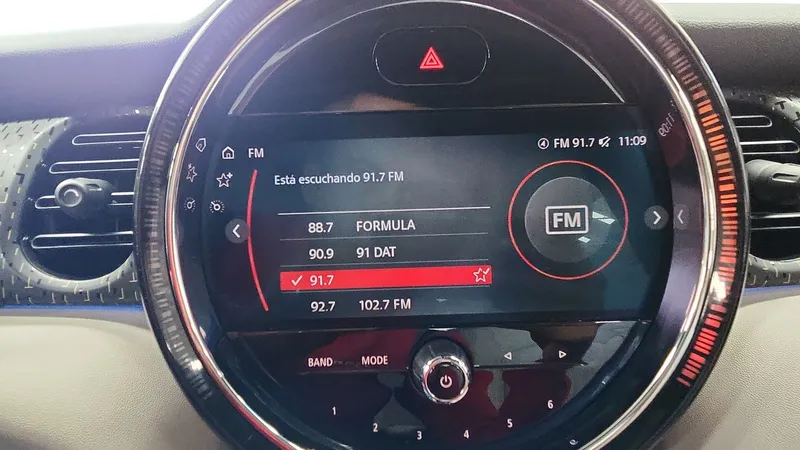 FM
④ FM 91.7 11:09
Está escuchando 91.7 FM
88.7 FORMULA
90.9 91 DAT
91.7
92.7 102.7 FM
FM
BAND MODE
1 2 3 4 5 6